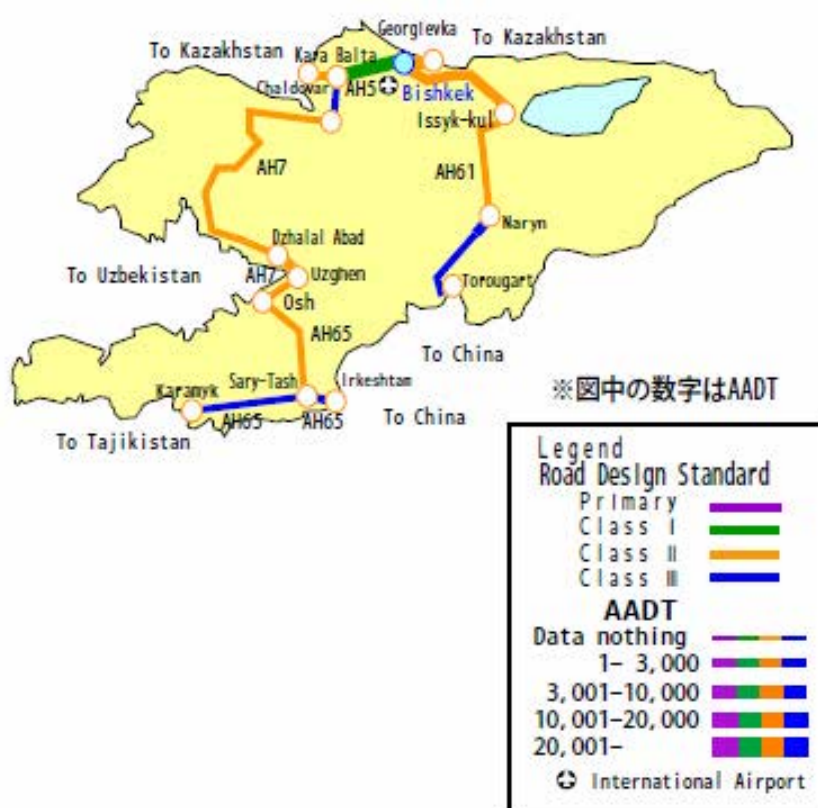 Georgievka
To Kazakhstan
To Kazakhstan
Kara Balta
Chaldovar
AH5
Bishkek
Issyk-kul
AH7
AH61
Naryn
Dzhalal Abad
To Uzbekistan
AH7
Uzghen
Torougart
Osh
AH65
To China
Sary-Tash
Irkeshtam
Karamyk
AH65
AH65
To China
To Tajikistan
※図中の数字はAADT
Legend
Road Design Standard
Primary
Class Ⅰ
Class Ⅱ
Class Ⅲ
AADT
Data nothing
1- 3,000
3,001-10,000
10,001-20,000
20,001-
International Airport